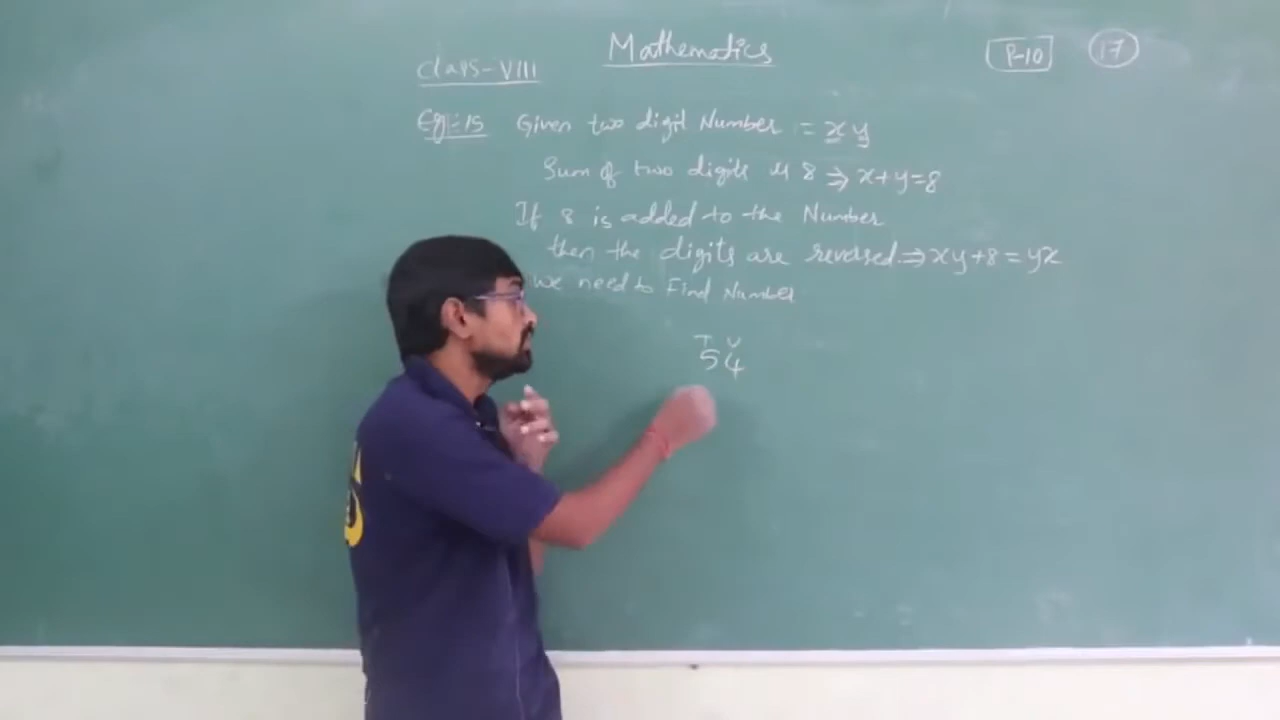 Mathematics
P-10
17
Class-VIII
Eg:-15 Given two digit Number := xy
Sum of two digits is 8 ⇒ x+y=8
If 8 is added to the Number
then the digits are reversed. ⇒ xy+8 = yx
we need to Find Number
T U
54